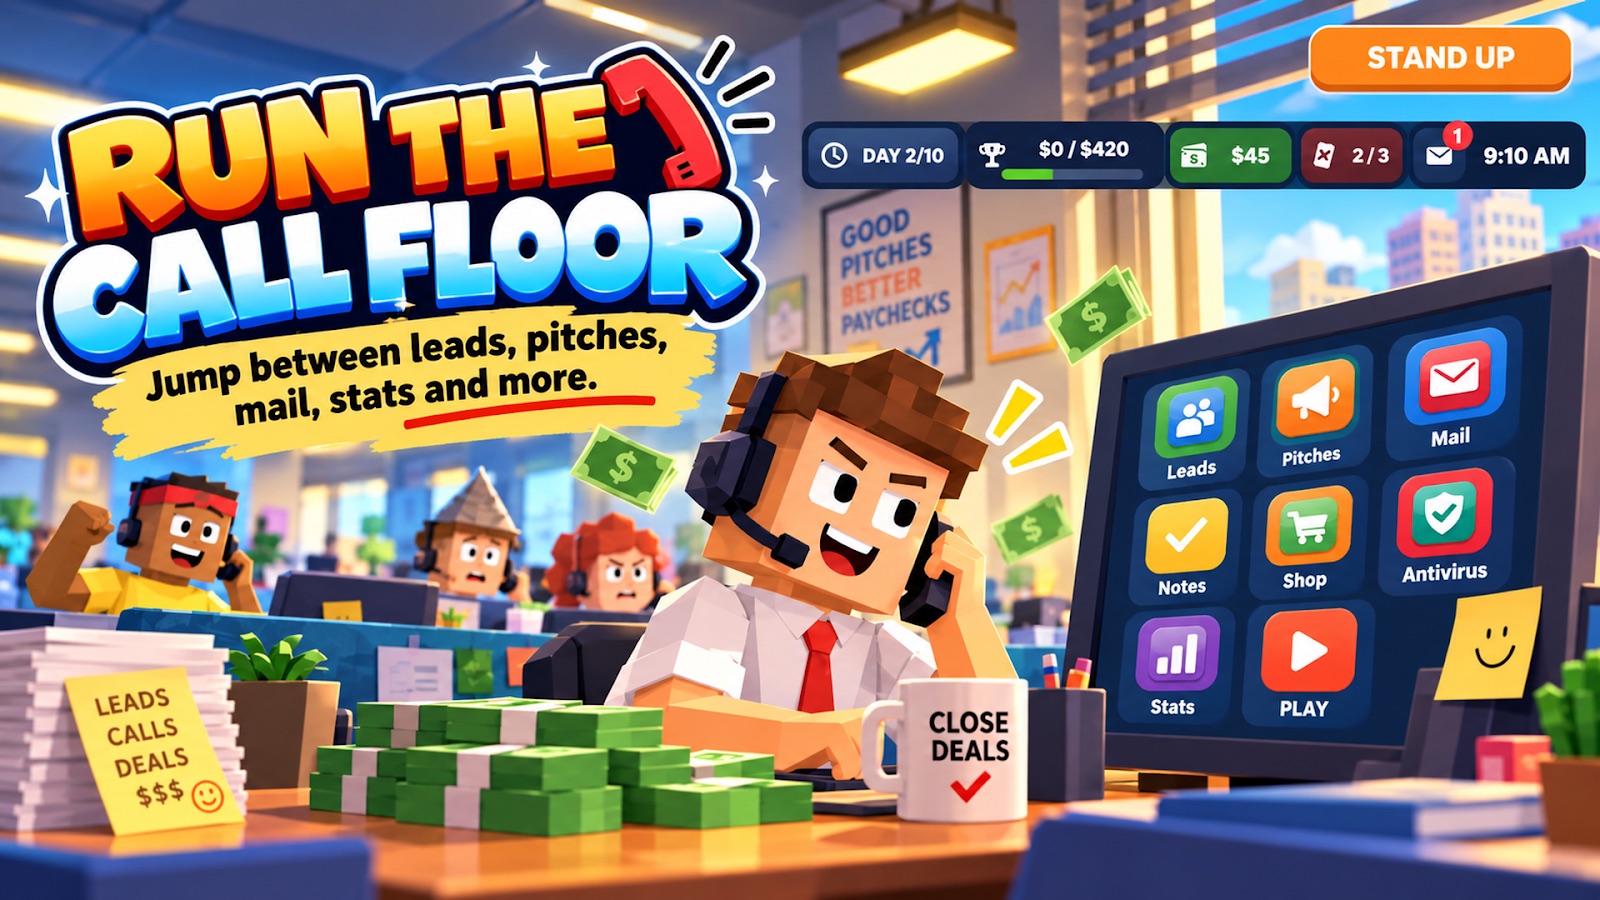 RUN THE
CALL FLOOR
Jump between leads, pitches,
mail, stats and more.
STAND UP
DAY 2/10
$0 / $420
$45
2 / 3
1
9:10 AM
GOOD
PITCHES
BETTER
PAYCHECKS
Leads
Pitches
Mail
Notes
Shop
Antivirus
Stats
PLAY
LEADS
CALLS
DEALS
$$$
CLOSE
DEALS